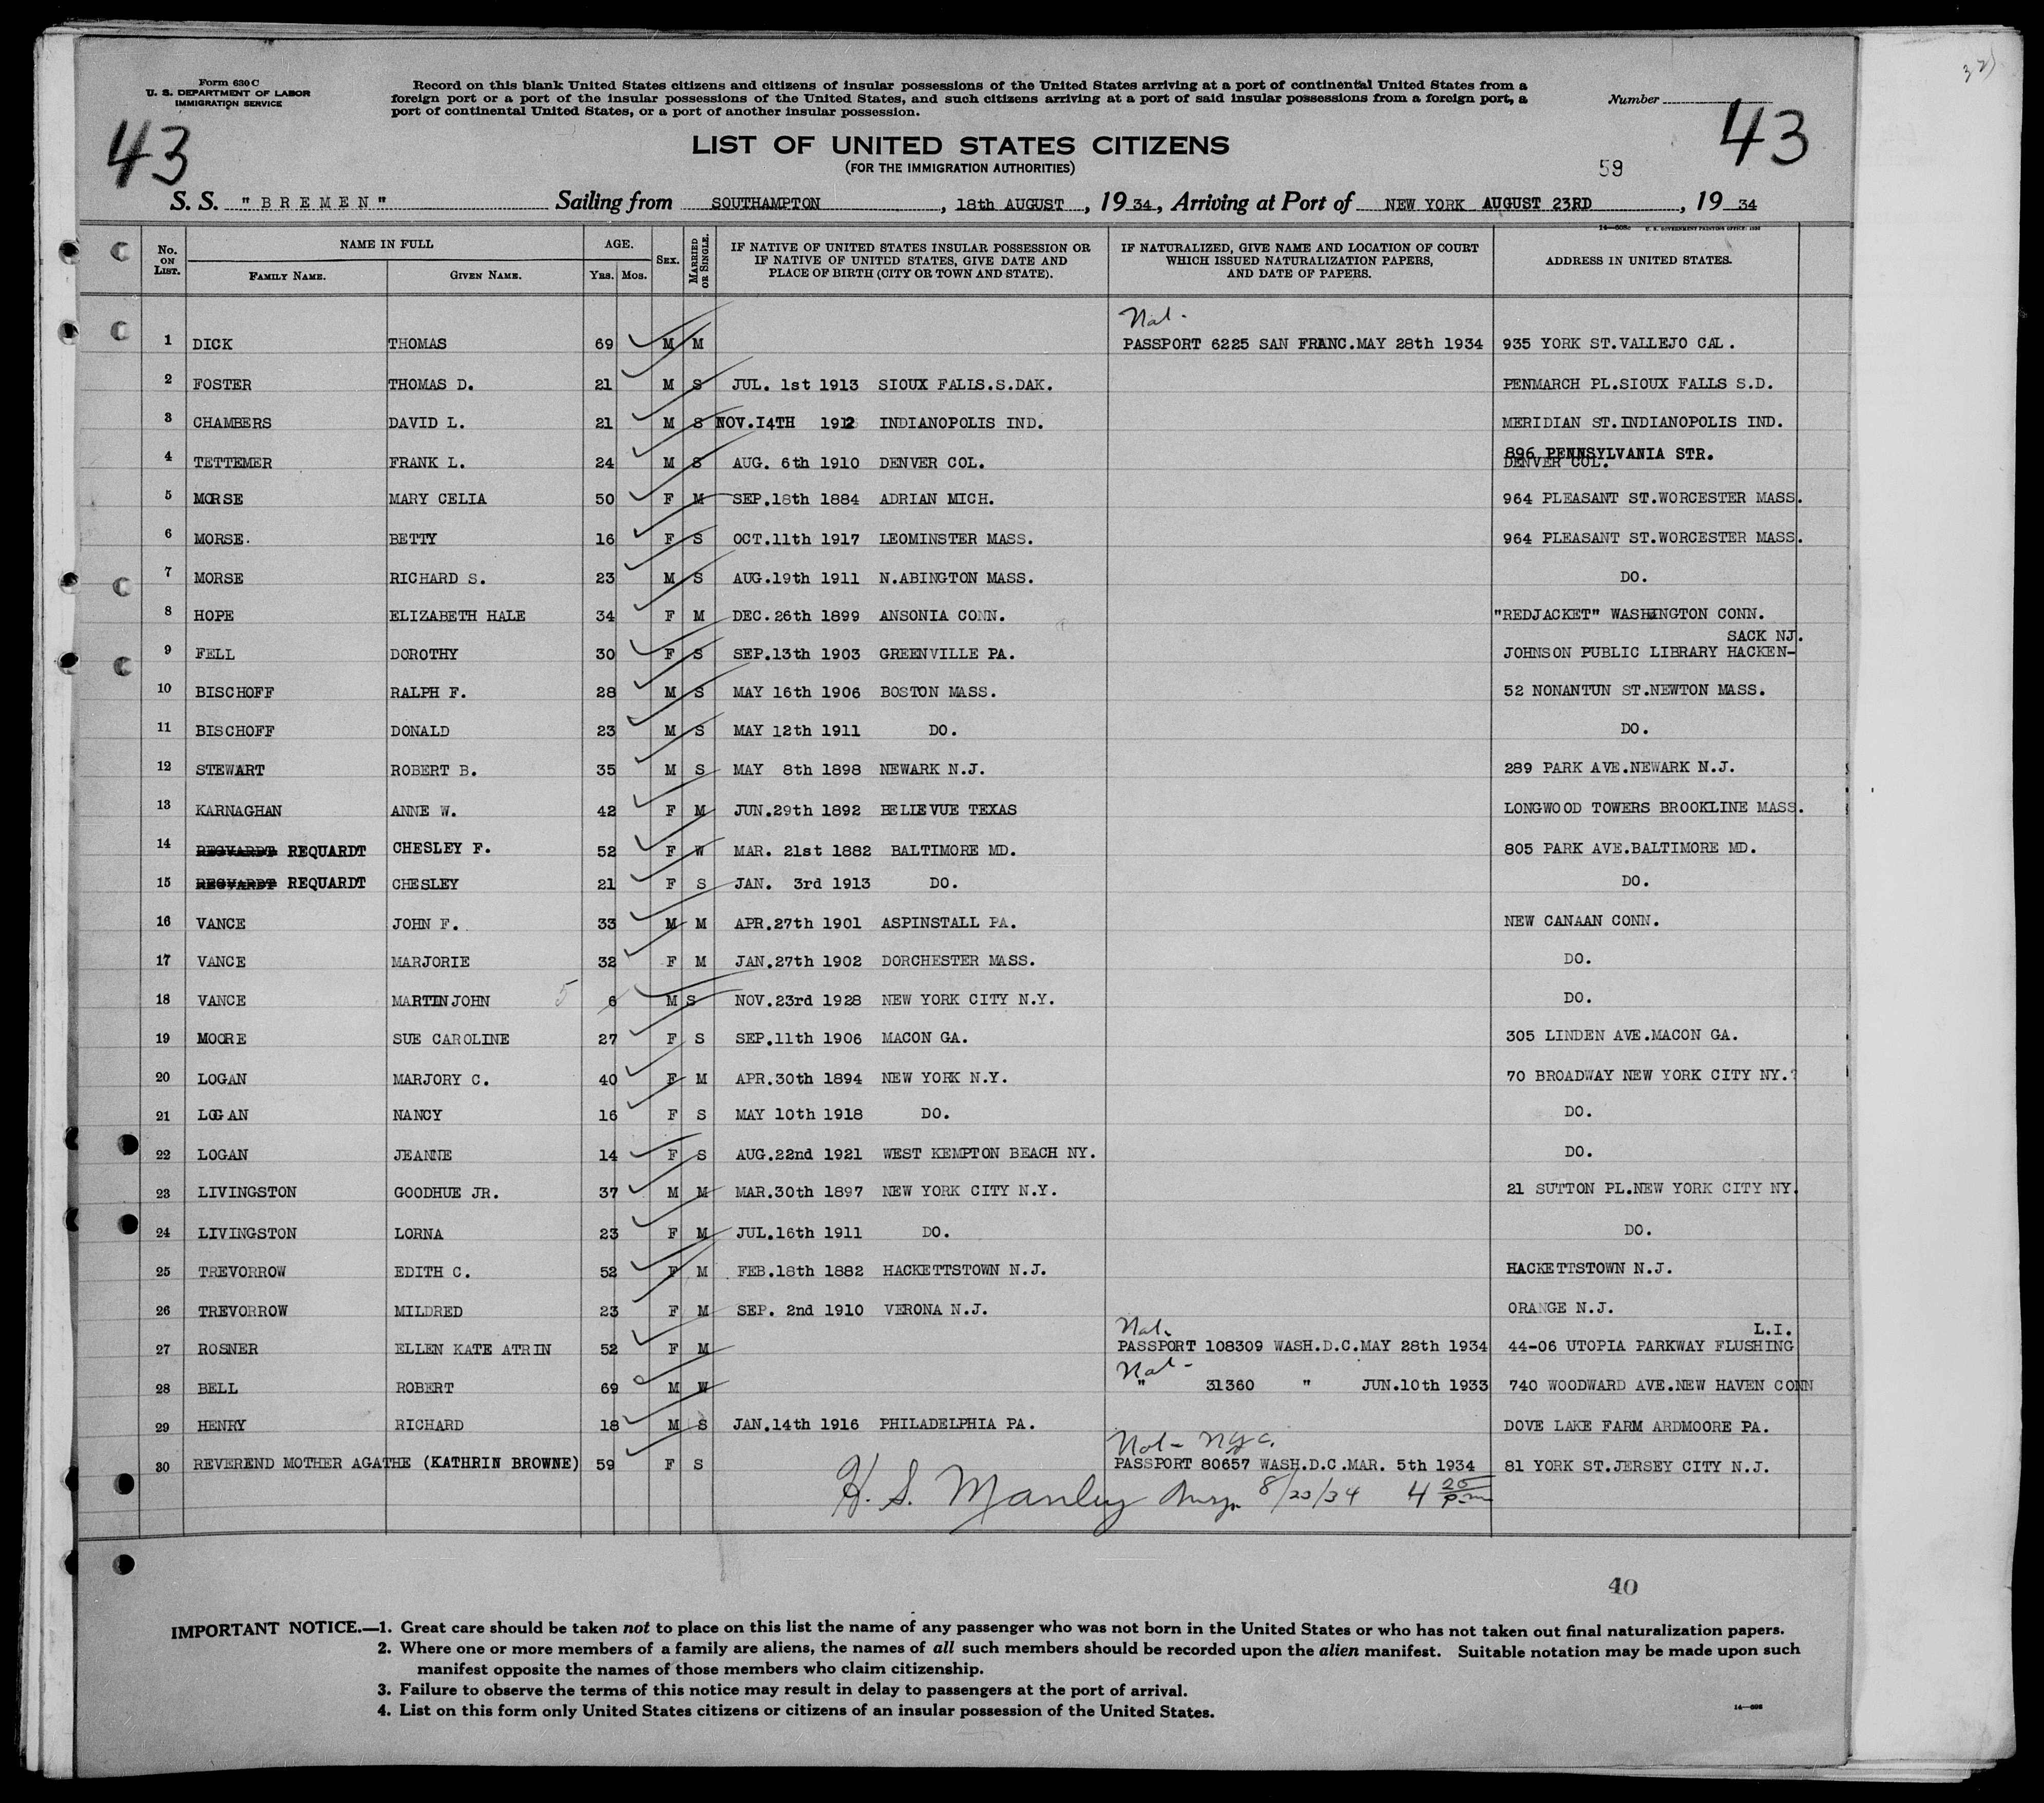 Form 630 C
U. S. DEPARTMENT OF LABOR
IMMIGRATION SERVICE
Record on this blank United States citizens and citizens of insular possessions of the United States arriving at a port of continental United States from a
foreign port or a port of the insular possessions of the United States, and such citizens arriving at a port of said insular possessions from a foreign port, a
port of continental United States, or a port of another insular possession.
Number
43
43
LIST OF UNITED STATES CITIZENS
(FOR THE IMMIGRATION AUTHORITIES)
59
S. S. "BREMEN" Sailing from SOUTHAMPTON, 18th AUGUST, 1934, Arriving at Port of NEW YORK AUGUST 23RD, 1934
No. ON LIST. NAME IN FULL FAMILY NAME. GIVEN NAME. AGE. YRS. MOS. SEX. MARRIED OR SINGLE. IF NATIVE OF UNITED STATES INSULAR POSSESSION OR IF NATIVE OF UNITED STATES, GIVE DATE AND PLACE OF BIRTH (CITY OR TOWN AND STATE). IF NATURALIZED, GIVE NAME AND LOCATION OF COURT WHICH ISSUED NATURALIZATION PAPERS, AND DATE OF PAPERS. ADDRESS IN UNITED STATES.
Nat.
1 DICK THOMAS 69 M M PASSPORT 6225 SAN FRANC.MAY 28th 1934 935 YORK ST.VALLEJO CAL.
2 FOSTER THOMAS D. 21 M S JUL. 1st 1913 SIOUX FALLS.S.DAK. PENMARCH PL.SIOUX FALLS S.D.
3 CHAMBERS DAVID L. 21 M S NOV.14TH 1912 INDIANOPOLIS IND. MERIDIAN ST.INDIANOPOLIS IND.
896 PENNSYLVANIA STR.
4 TETTEMER FRANK L. 24 M S AUG. 6th 1910 DENVER COL. DENVER COL.
5 MORSE MARY CELIA 50 F M SEP.18th 1884 ADRIAN MICH. 964 PLEASANT ST.WORCESTER MASS.
6 MORSE. BETTY 16 F S OCT.11th 1917 LEOMINSTER MASS. 964 PLEASANT ST.WORCESTER MASS.
7 MORSE RICHARD S. 23 M S AUG.19th 1911 N.ABINGTON MASS. DO.
8 HOPE ELIZABETH HALE 34 F M DEC.26th 1899 ANSONIA CONN. "REDJACKET" WASHINGTON CONN.
SACK NJ.
9 FELL DOROTHY 30 F S SEP.13th 1903 GREENVILLE PA. JOHNSON PUBLIC LIBRARY HACKEN-
10 BISCHOFF RALPH F. 28 M S MAY 16th 1906 BOSTON MASS. 52 NONANTUN ST.NEWTON MASS.
11 BISCHOFF DONALD 23 M S MAY 12th 1911 DO. DO.
12 STEWART ROBERT B. 35 M S MAY 8th 1898 NEWARK N.J. 289 PARK AVE.NEWARK N.J.
13 KARNAGHAN ANNE W. 42 F M JUN.29th 1892 BELLEVUE TEXAS LONGWOOD TOWERS BROOKLINE MASS.
14 REQUARDT CHESLEY F. 52 F W MAR. 21st 1882 BALTIMORE MD. 805 PARK AVE.BALTIMORE MD.
15 REQUARDT CHESLEY 21 F S JAN. 3rd 1913 DO. DO.
16 VANCE JOHN F. 33 M M APR.27th 1901 ASPINSTALL PA. NEW CANAAN CONN.
17 VANCE MARJORIE 32 F M JAN.27th 1902 DORCHESTER MASS. DO.
18 VANCE MARTIN JOHN 5 6 M S NOV.23rd 1928 NEW YORK CITY N.Y. DO.
19 MOORE SUE CAROLINE 27 F S SEP.11th 1906 MACON GA. 305 LINDEN AVE.MACON GA.
20 LOGAN MARJORY C. 40 F M APR.30th 1894 NEW YORK N.Y. 70 BROADWAY NEW YORK CITY NY.
21 LOGAN NANCY 16 F S MAY 10th 1918 DO. DO.
22 LOGAN JEANNE 14 F S AUG.22nd 1921 WEST KEMPTON BEACH NY. DO.
23 LIVINGSTON GOODHUE JR. 37 M M MAR.30th 1897 NEW YORK CITY N.Y. 21 SUTTON PL.NEW YORK CITY NY.
24 LIVINGSTON LORNA 23 F M JUL.16th 1911 DO. DO.
25 TREVORROW EDITH C. 52 F M FEB.18th 1882 HACKETTSTOWN N.J. HACKETTSTOWN N.J.
26 TREVORROW MILDRED 23 F M SEP. 2nd 1910 VERONA N.J. ORANGE N.J.
Nat. L.I.
27 ROSNER ELLEN KATE ATRIN 52 F M PASSPORT 108309 WASH.D.C.MAY 28th 1934 44-06 UTOPIA PARKWAY FLUSHING
Nat -
28 BELL ROBERT 69 M W " 31360 " JUN.10th 1933 740 WOODWARD AVE.NEW HAVEN CONN
29 HENRY RICHARD 18 M S JAN.14th 1916 PHILADELPHIA PA. DOVE LAKE FARM ARDMOORE PA.
Nat - NYC.
30 REVEREND MOTHER AGATHE (KATHRIN BROWNE) 59 F S PASSPORT 80657 WASH.D.C.MAR. 5th 1934 81 YORK ST.JERSEY CITY N.J.
H. S. Manley 8/23/34 4 25 p.m
40
IMPORTANT NOTICE.—1. Great care should be taken not to place on this list the name of any passenger who was not born in the United States or who has not taken out final naturalization papers.
2. Where one or more members of a family are aliens, the names of all such members should be recorded upon the alien manifest. Suitable notation may be made upon such
manifest opposite the names of those members who claim citizenship.
3. Failure to observe the terms of this notice may result in delay to passengers at the port of arrival.
4. List on this form only United States citizens or citizens of an insular possession of the United States.